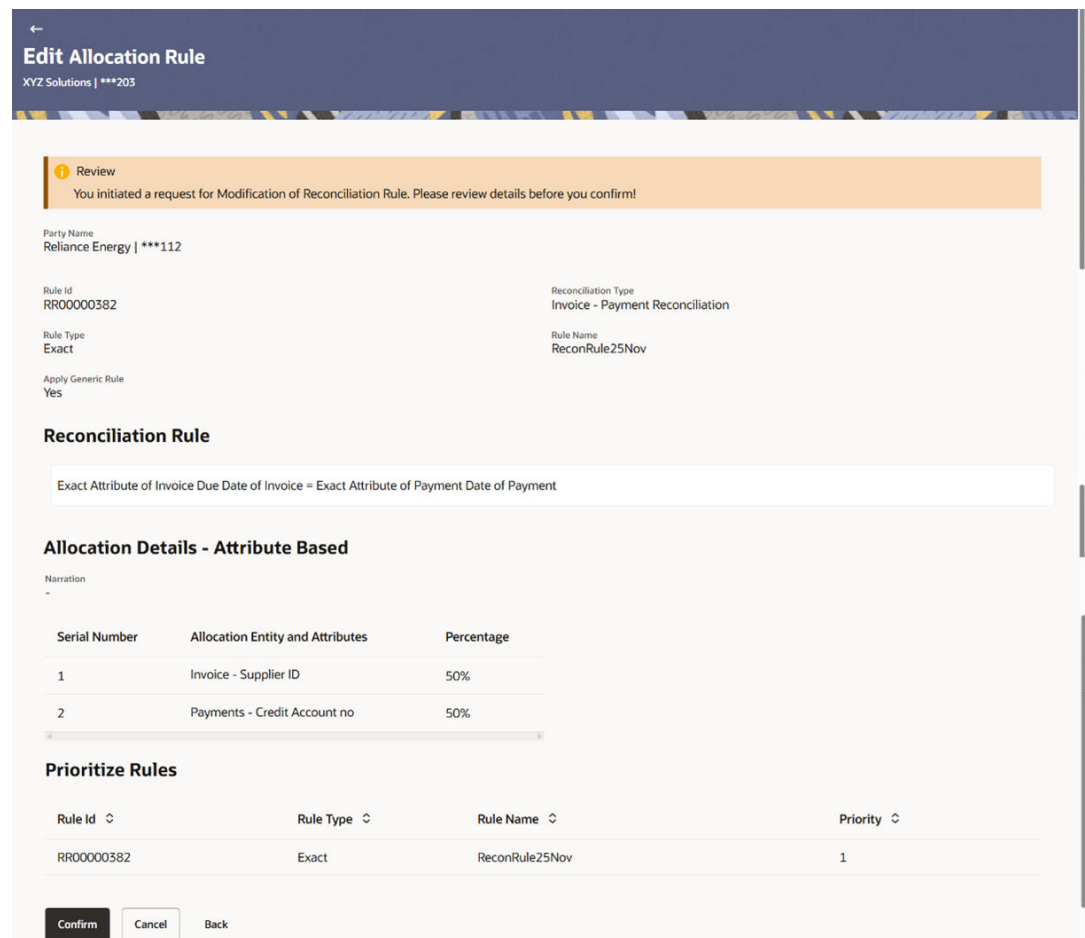 Edit Allocation Rule
XYZ Solutions | ***203
Review
You initiated a request for Modification of Reconciliation Rule. Please review details before you confirm!
Party Name
Reliance Energy | ***112
Rule Id
RR00000382
Reconciliation Type
Invoice - Payment Reconciliation
Rule Type
Exact
Rule Name
ReconRule25Nov
Apply Generic Rule
Yes
Reconciliation Rule
Exact Attribute of Invoice Due Date of Invoice = Exact Attribute of Payment Date of Payment
Allocation Details - Attribute Based
Narration
-
Serial Number Allocation Entity and Attributes Percentage
1 Invoice - Supplier ID 50%
2 Payments - Credit Account no 50%
Prioritize Rules
Rule Id Rule Type Rule Name Priority
RR00000382 Exact ReconRule25Nov 1
Confirm Cancel Back